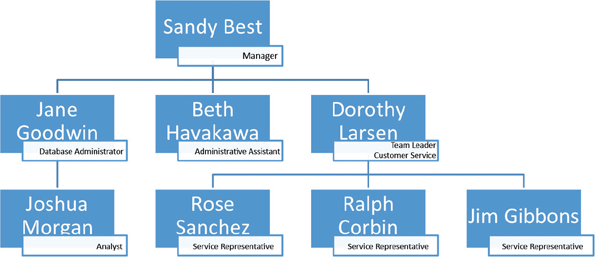 Sandy Best
Manager
Jane
Goodwin
Database Administrator
Beth
Havakawa
Administrative Assistant
Dorothy
Larsen
Team Leader
Customer Service
Joshua
Morgan
Analyst
Rose
Sanchez
Service Representative
Ralph
Corbin
Service Representative
Jim Gibbons
Service Representative